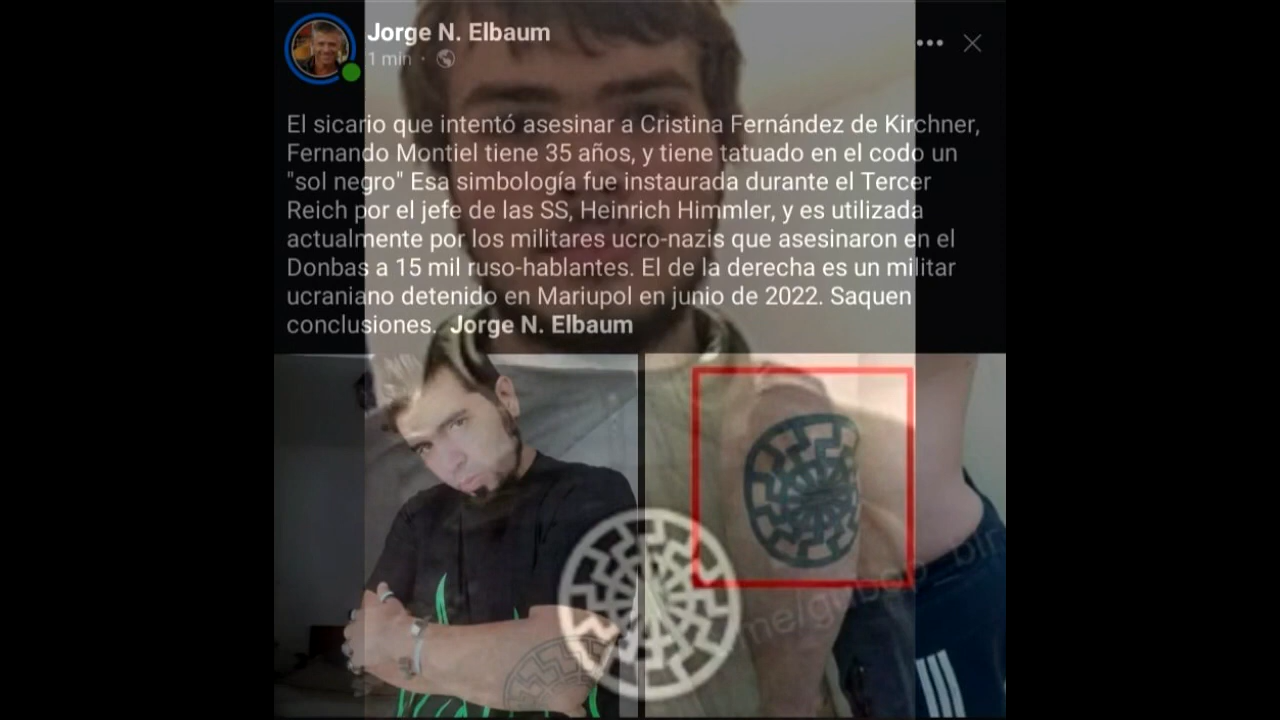 Jorge N. Elbaum
1 min ·
El sicario que intentó asesinar a Cristina Fernández de Kirchner,
Fernando Montiel tiene 35 años, y tiene tatuado en el codo un
"sol negro" Esa simbología fue instaurada durante el Tercer
Reich por el jefe de las SS, Heinrich Himmler, y es utilizada
actualmente por los militares ucro-nazis que asesinaron en el
Donbas a 15 mil ruso-hablantes. El de la derecha es un militar
ucraniano detenido en Mariupol en junio de 2022. Saquen
conclusiones. Jorge N. Elbaum